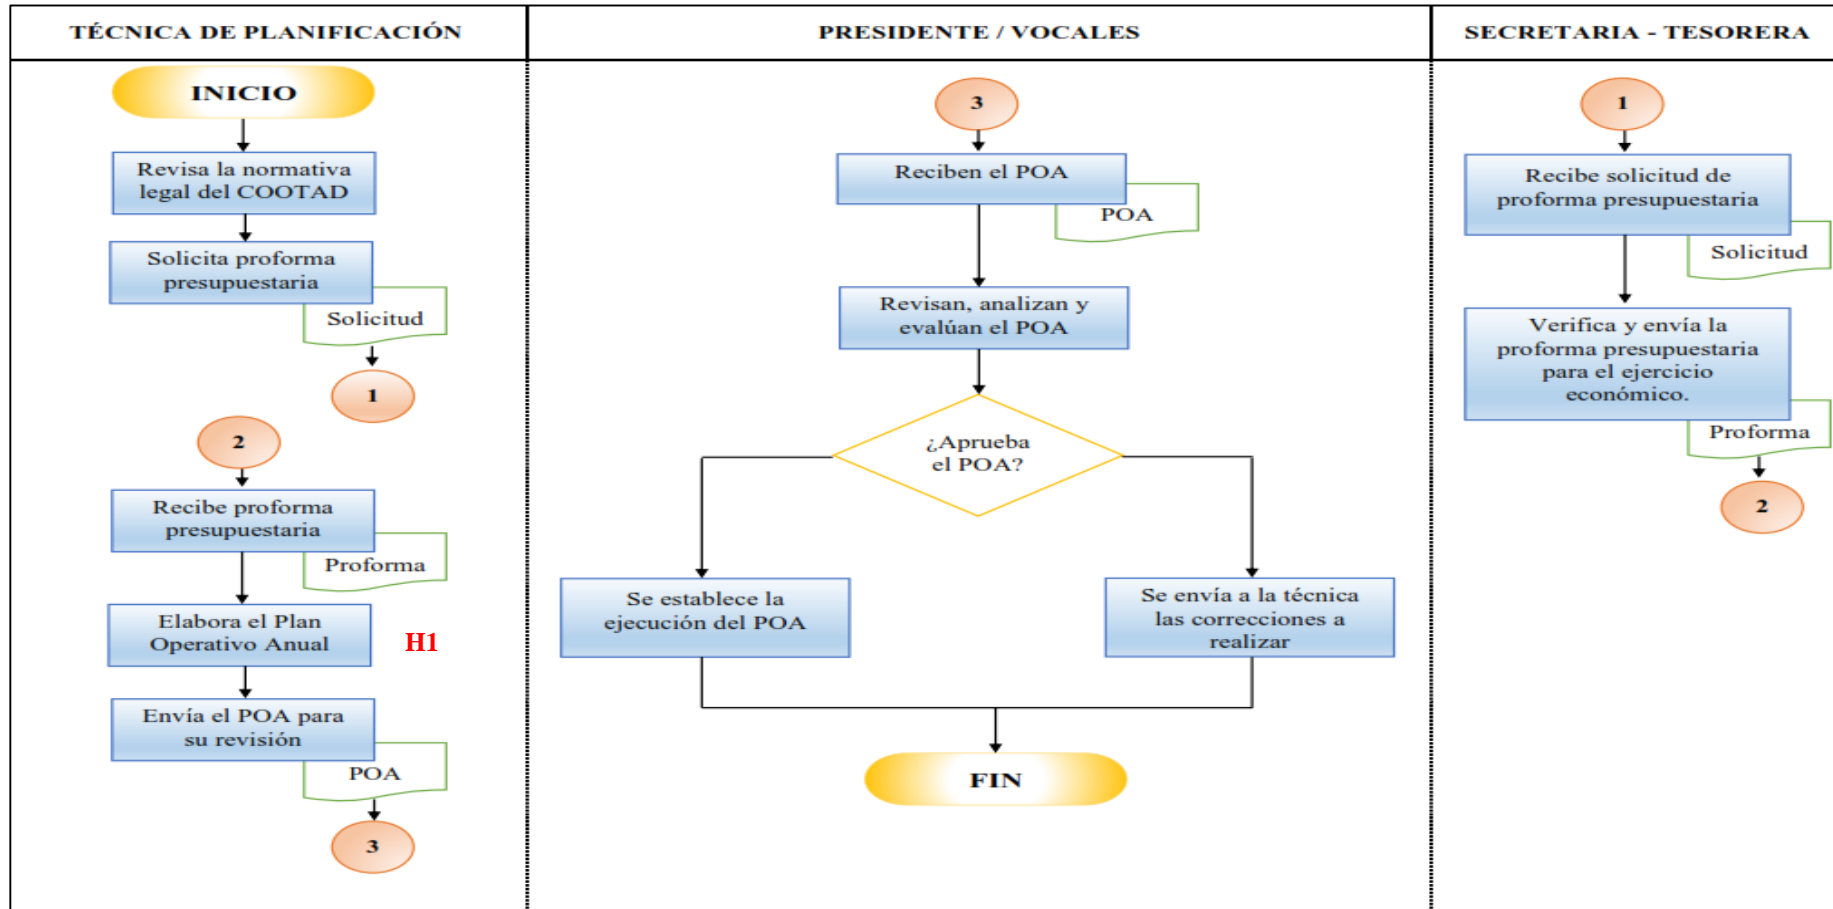 TÉCNICA DE PLANIFICACIÓN
INICIO
Revisa la normativa
legal del COOTAD
Solicita proforma
presupuestaria
Solicitud
1
2
Recibe proforma
presupuestaria
Proforma
Elabora el Plan
Operativo Anual
H1
Envía el POA para
su revisión
POA
3
PRESIDENTE / VOCALES
3
Reciben el POA
POA
Revisan, analizan y
evalúan el POA
¿Aprueba
el POA?
Se establece la
ejecución del POA
Se envía a la técnica
las correcciones a
realizar
FIN
SECRETARIA - TESORERA
1
Recibe solicitud de
proforma presupuestaria
Solicitud
Verifica y envía la
proforma presupuestaria
para el ejercicio
económico.
Proforma
2